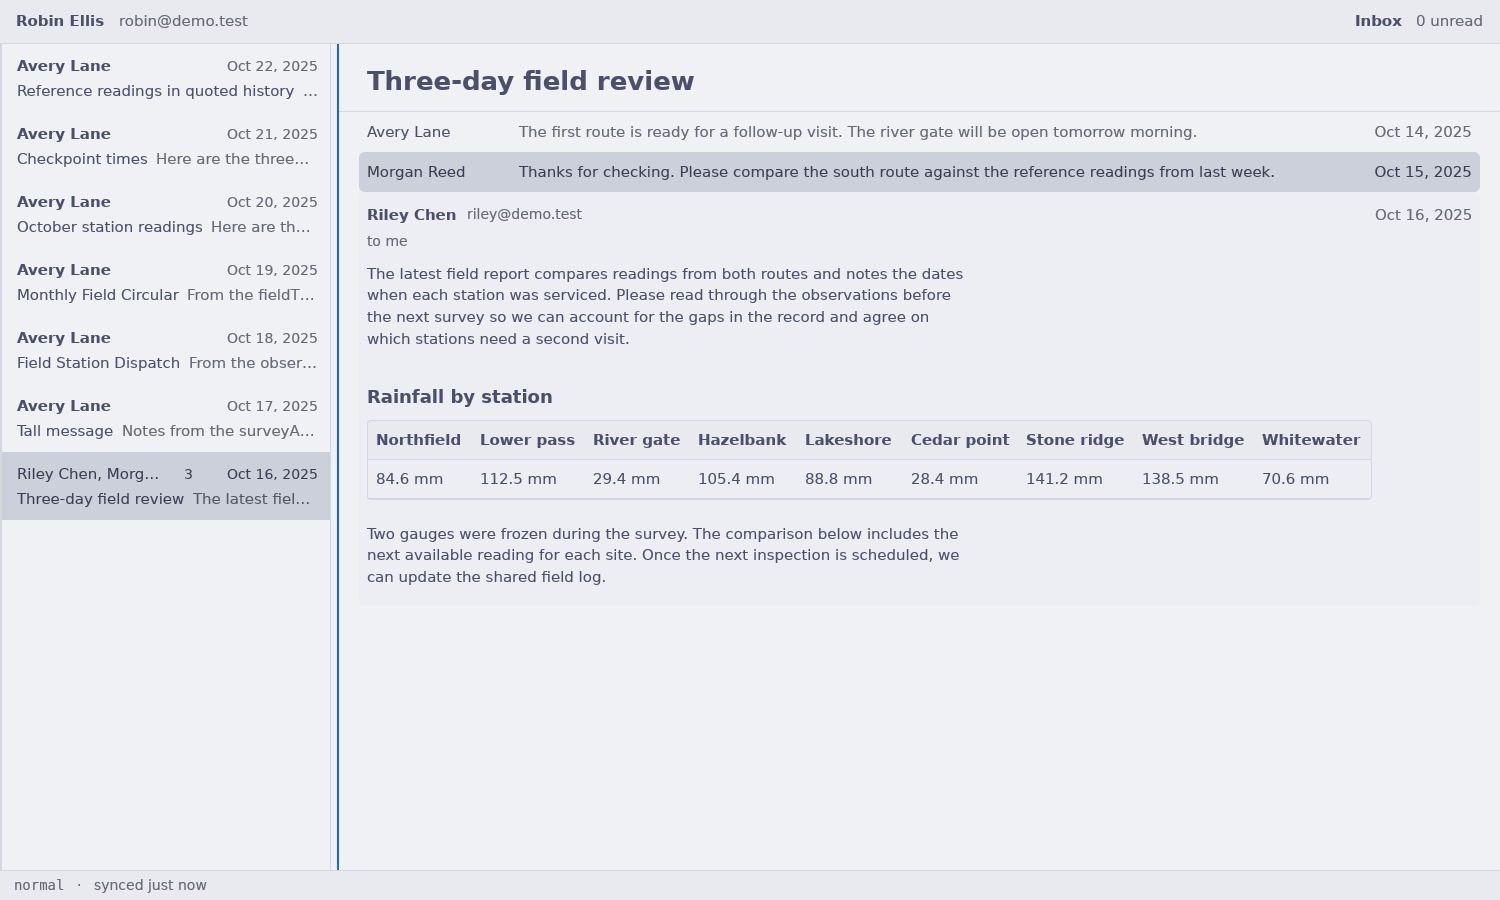 Robin Ellis robin@demo.test Inbox 0 unread
Avery Lane Oct 22, 2025
Reference readings in quoted history …
Avery Lane Oct 21, 2025
Checkpoint times Here are the three…
Avery Lane Oct 20, 2025
October station readings Here are th…
Avery Lane Oct 19, 2025
Monthly Field Circular From the fieldT…
Avery Lane Oct 18, 2025
Field Station Dispatch From the obser…
Avery Lane Oct 17, 2025
Tall message Notes from the surveyA…
Riley Chen, Morg… 3 Oct 16, 2025
Three-day field review The latest fiel…
Three-day field review
Avery Lane The first route is ready for a follow-up visit. The river gate will be open tomorrow morning. Oct 14, 2025
Morgan Reed Thanks for checking. Please compare the south route against the reference readings from last week. Oct 15, 2025
Riley Chen riley@demo.test Oct 16, 2025
to me
The latest field report compares readings from both routes and notes the dates
when each station was serviced. Please read through the observations before
the next survey so we can account for the gaps in the record and agree on
which stations need a second visit.
Rainfall by station
Northfield Lower pass River gate Hazelbank Lakeshore Cedar point Stone ridge West bridge Whitewater
84.6 mm 112.5 mm 29.4 mm 105.4 mm 88.8 mm 28.4 mm 141.2 mm 138.5 mm 70.6 mm
Two gauges were frozen during the survey. The comparison below includes the
next available reading for each site. Once the next inspection is scheduled, we
can update the shared field log.
normal · synced just now